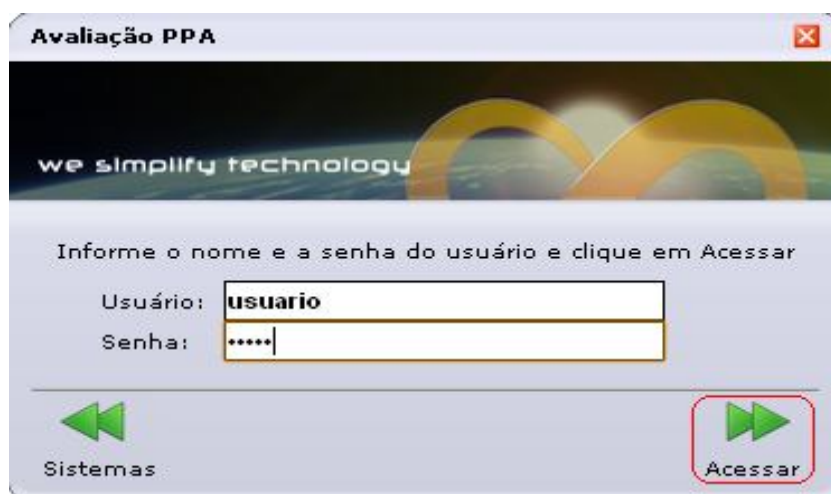 Avaliação PPA
we simplify technology
Informe o nome e a senha do usuário e clique em Acessar
Usuário: usuario
Senha: •••••
Sistemas
Acessar